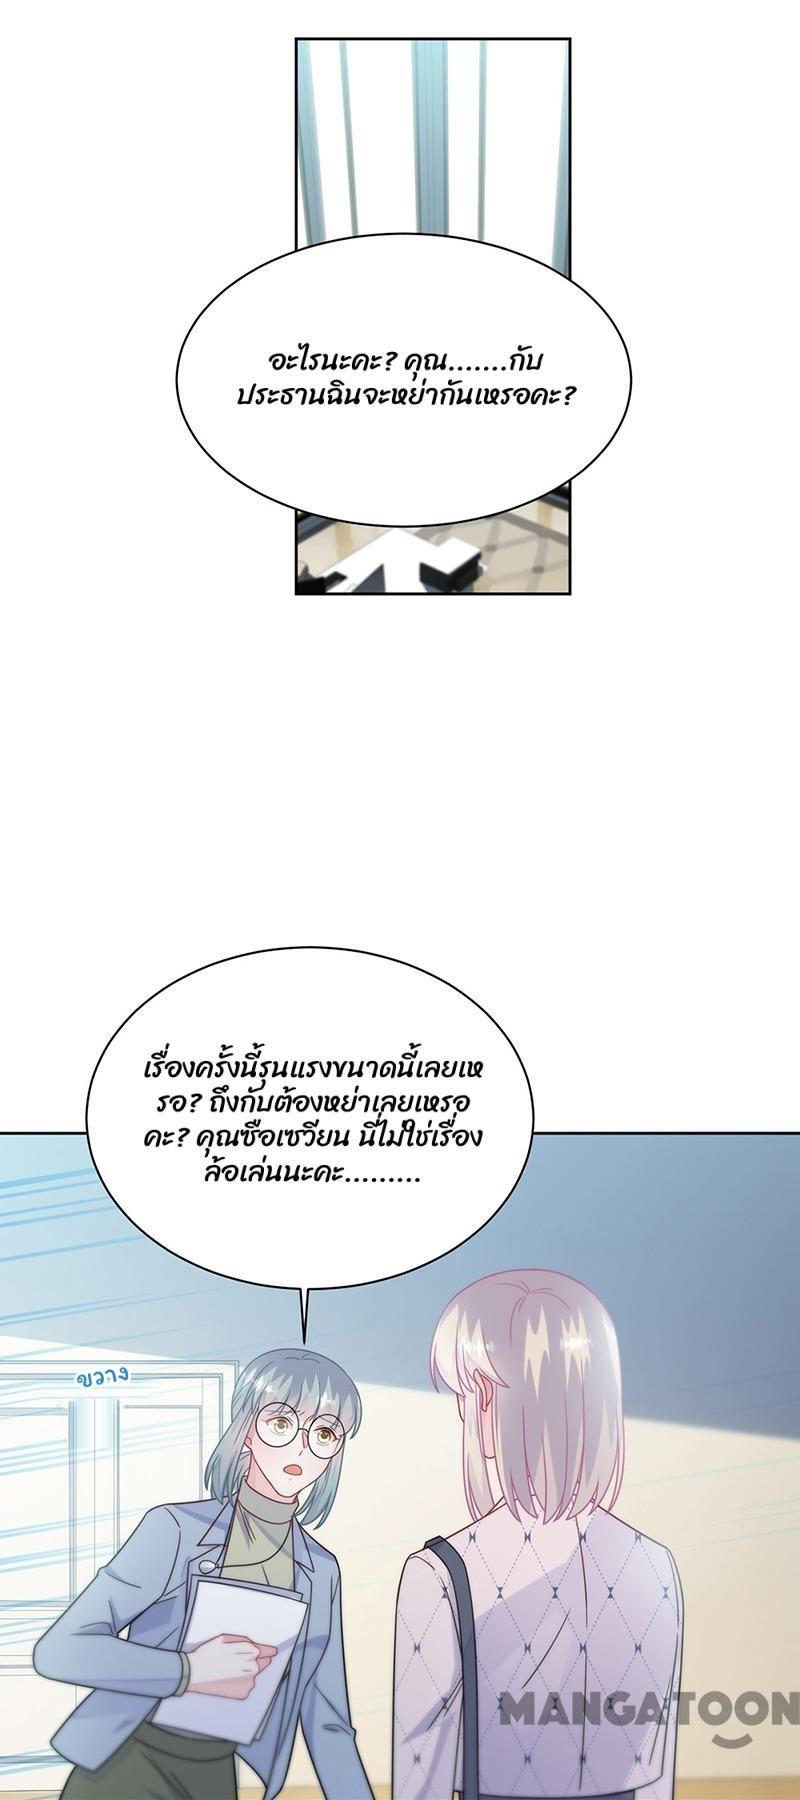 อะไรนะคะ? คุณ.......กับ
ประธานฉินจะหย่ากันเหรอคะ?
เรื่องครั้งนี้รุนแรงขนาดนี้เลยเห
รอ? ถึงกับต้องหย่าเลยเหรอ
คะ? คุณซือเซวียน นี่ไม่ใช่เรื่อง
ล้อเล่นนะคะ.........
ขวาง
MANGATOON